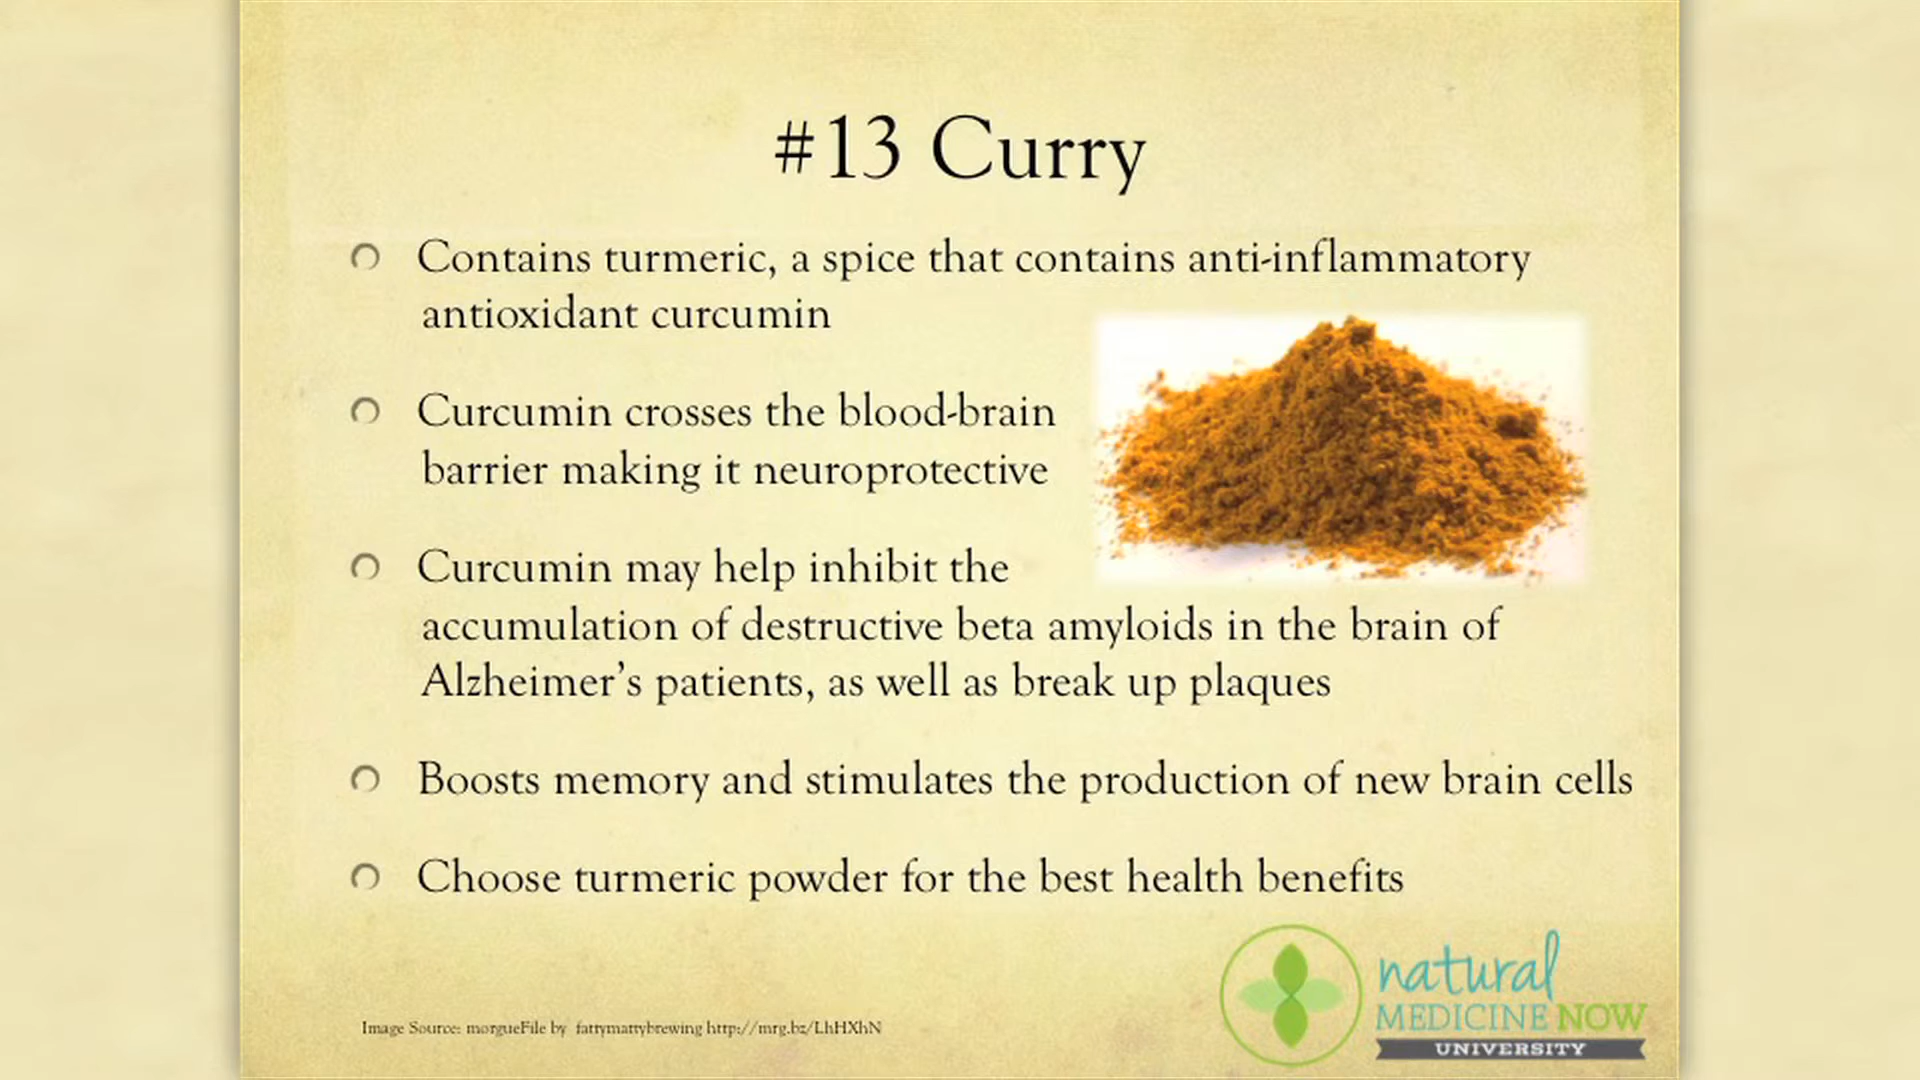 #13 Curry
Contains turmeric, a spice that contains anti-inflammatory
antioxidant curcumin
Curcumin crosses the blood-brain
barrier making it neuroprotective
Curcumin may help inhibit the
accumulation of destructive beta amyloids in the brain of
Alzheimer’s patients, as well as break up plaques
Boosts memory and stimulates the production of new brain cells
Choose turmeric powder for the best health benefits
Image Source: morgueFile by fattymattybrewing http://mrg.bz/LhHXhN
natural
MEDICINE NOW
UNIVERSITY